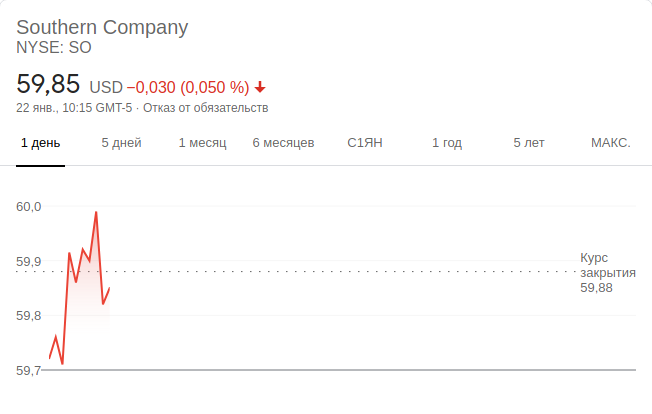 Southern Company
NYSE: SO
59,85 USD −0,030 (0,050 %)
22 янв., 10:15 GMT-5 · Отказ от обязательств
1 день 5 дней 1 месяц 6 месяцев С1ЯН 1 год 5 лет МАКС.
60,0
59,9
59,8
59,7
Курс
закрытия
59,88